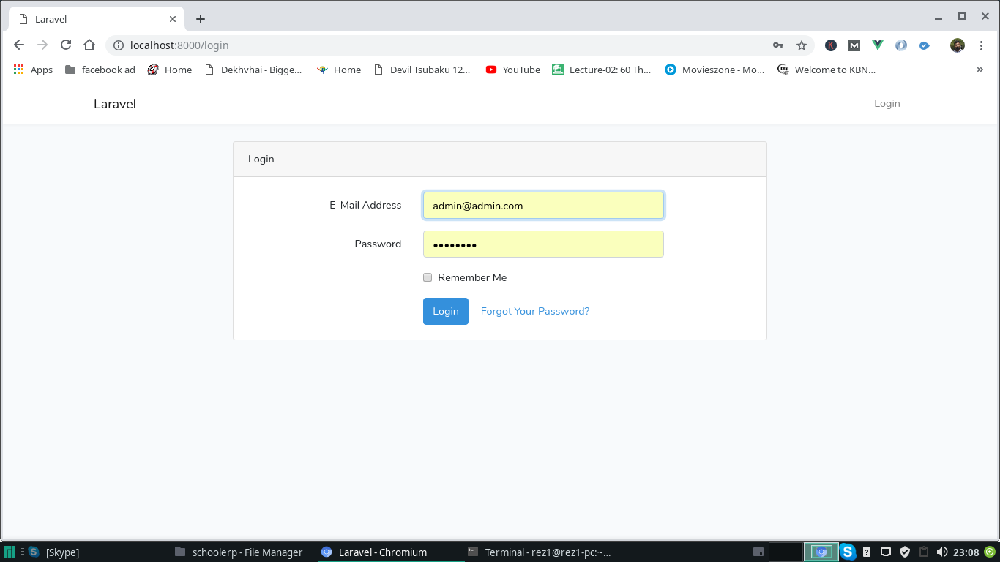 Laravel
localhost:8000/login
Apps facebook ad Home Dekhvhai - Bigge... Home Devil Tsubaku 12... YouTube Lecture-02: 60 Th... Movieszone - Mo... Welcome to KBN... »
Laravel Login
Login
E-Mail Address admin@admin.com
Password ••••••••
Remember Me
Login Forgot Your Password?
[Skype] schoolerp - File Manager Laravel - Chromium Terminal - rez1@rez1-pc:~... 23:08